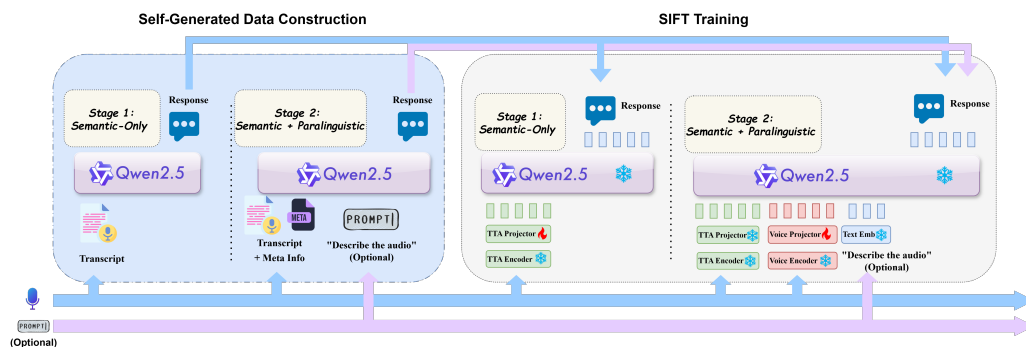 Self-Generated Data Construction
SIFT Training
Stage 1:
Semantic-Only
Response
Stage 2:
Semantic + Paralinguistic
Response
Qwen2.5
Qwen2.5
META
PROMPT
Transcript
Transcript
+ Meta Info
"Describe the audio"
(Optional)
Stage 1:
Semantic-Only
Response
Stage 2:
Semantic + Paralinguistic
Response
Qwen2.5
Qwen2.5
TTA Projector
TTA Encoder
TTA Projector
Voice Projector
Text Emb
TTA Encoder
Voice Encoder
"Describe the audio"
(Optional)
PROMPT
(Optional)